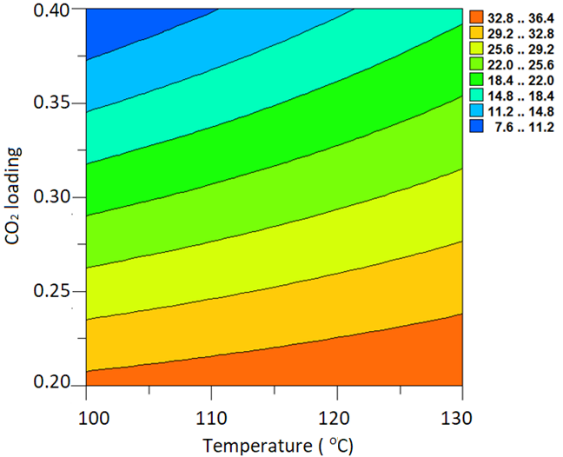 0.40
0.35
0.30
0.25
0.20
CO2 loading
100 110 120 130
Temperature ( °C)
32.8 .. 36.4
29.2 .. 32.8
25.6 .. 29.2
22.0 .. 25.6
18.4 .. 22.0
14.8 .. 18.4
11.2 .. 14.8
7.6 .. 11.2